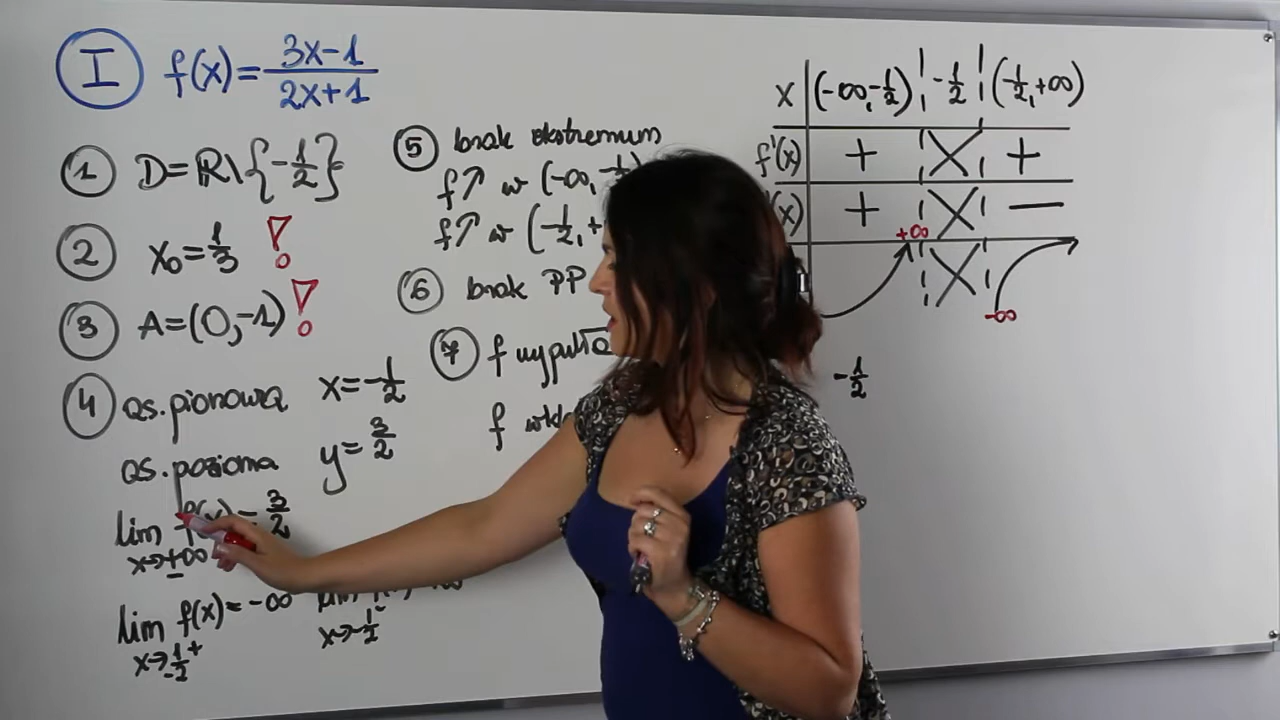 I f(x)=3x-1/2x+1
1 D=R\{-1/2}
2 x₀=1/3 !
3 A=(0,-1) !
4 as. pionowa x=-1/2
as. pozioma y=3/2
lim f(x)=3/2
x→±∞
lim f(x)=-∞
x→-1/2+
x→-1/2-
5 brak ekstremum
f↗ w (-∞,-1/2)
f↗ w (-1/2,+
6 brak PP
7 f wypukła
f wkl
x (-∞,-1/2) -1/2 (-1/2,+∞)
f'(x) + X +
(x) + X —
+∞ X -∞
-1/2